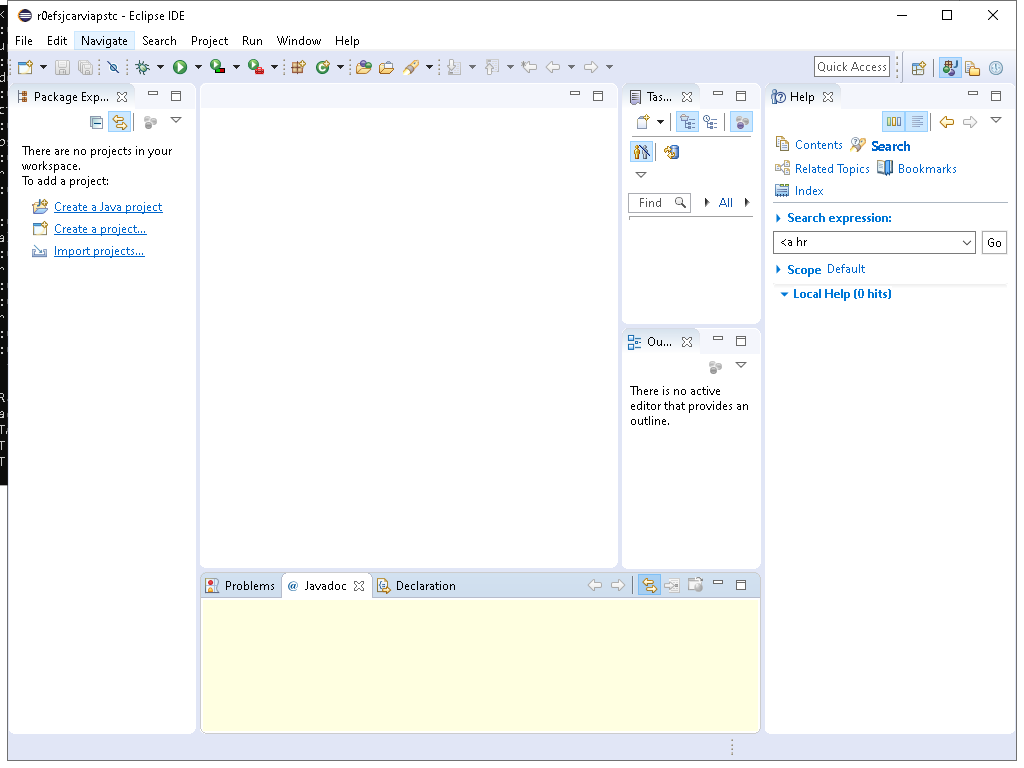 r0efsjcarviapstc - Eclipse IDE
File Edit Navigate Search Project Run Window Help
Quick Access
Package Exp...
There are no projects in your
workspace.
To add a project:
Create a Java project
Create a project...
Import projects...
Tas...
Find
All
Ou...
There is no active
editor that provides an
outline.
Help
Contents Search
Related Topics Bookmarks
Index
Search expression:
<a hr
Go
Scope Default
Local Help (0 hits)
Problems @ Javadoc Declaration